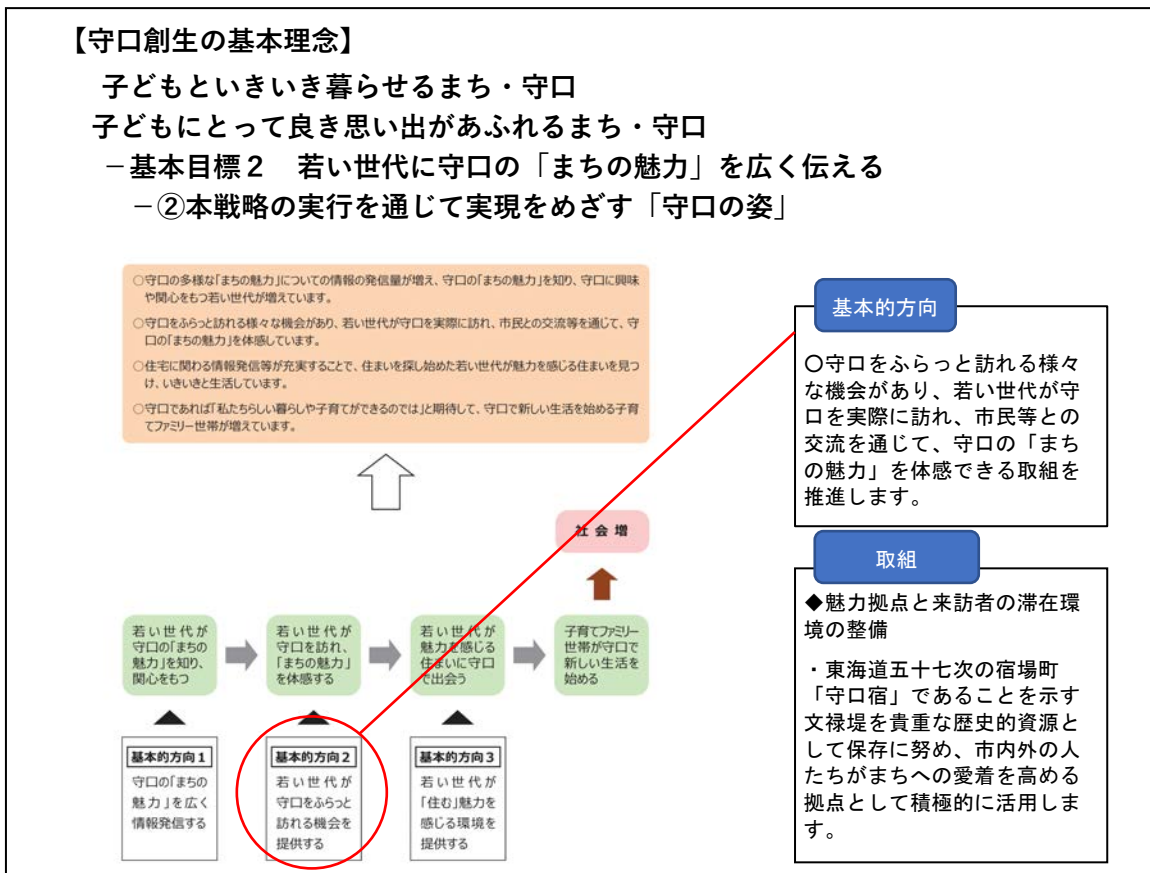 【守口創生の基本理念】
子どもといきいき暮らせるまち・守口
子どもにとって良き思い出があふれるまち・守口
－基本目標２　若い世代に守口の「まちの魅力」を広く伝える
－②本戦略の実行を通じて実現をめざす「守口の姿」
○守口の多様な「まちの魅力」についての情報の発信量が増え、守口の「まちの魅力」を知り、守口に興味
や関心をもつ若い世代が増えています。
○守口をふらっと訪れる様々な機会があり、若い世代が守口を実際に訪れ、市民との交流等を通じて、守
口の「まちの魅力」を体感しています。
○住宅に関わる情報発信等が充実することで、住まいを探し始めた若い世代が魅力を感じる住まいを見つ
け、いきいきと生活しています。
○守口であれば「私たちらしい暮らしや子育てができるのでは」と期待して、守口で新しい生活を始める子育
てファミリー世帯が増えています。
社会増
若い世代が
守口の「まちの
魅力」を知り、
関心をもつ
若い世代が
守口を訪れ、
「まちの魅力」
を体感する
若い世代が
魅力を感じる
住まいに守口
で出会う
子育てファミリー
世帯が守口で
新しい生活を
始める
基本的方向１
守口の「まちの
魅力」を広く
情報発信する
基本的方向２
若い世代が
守口をふらっと
訪れる機会を
提供する
基本的方向３
若い世代が
「住む」魅力を
感じる環境を
提供する
基本的方向
〇守口をふらっと訪れる様々
な機会があり、若い世代が守
口を実際に訪れ、市民等との
交流を通じて、守口の「まち
の魅力」を体感できる取組を
推進します。
取組
◆魅力拠点と来訪者の滞在環
境の整備
・東海道五十七次の宿場町
「守口宿」であることを示す
文禄堤を貴重な歴史的資源と
して保存に努め、市内外の人
たちがまちへの愛着を高める
拠点として積極的に活用しま
す。